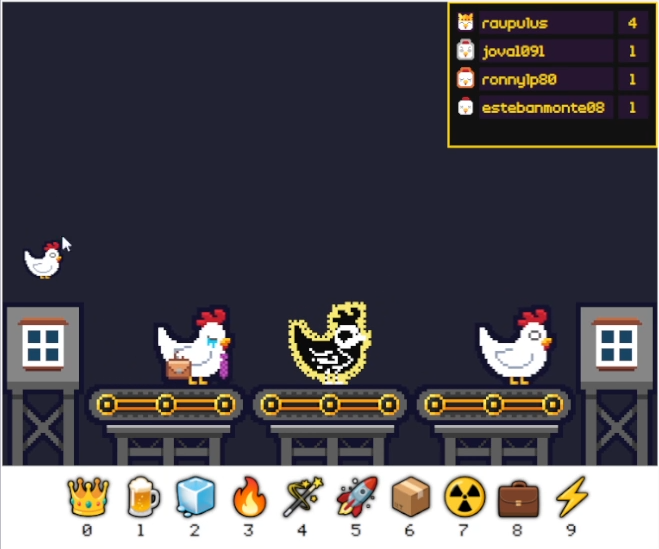 raupulus 4
joval091 1
ronnylp80 1
estebanmonte08 1
0 1 2 3 4 5 6 7 8 9